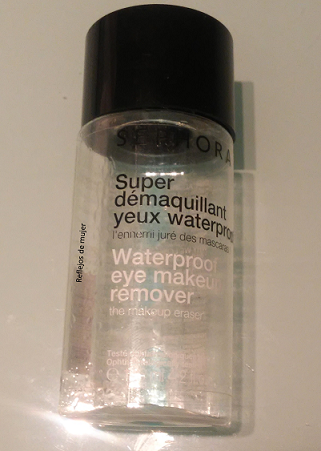 SEPHORA
Super
démaquillant
yeux waterproof
l'ennemi juré des mascaras
Waterproof
eye makeup
remover
the makeup eraser
Reflejos de mujer